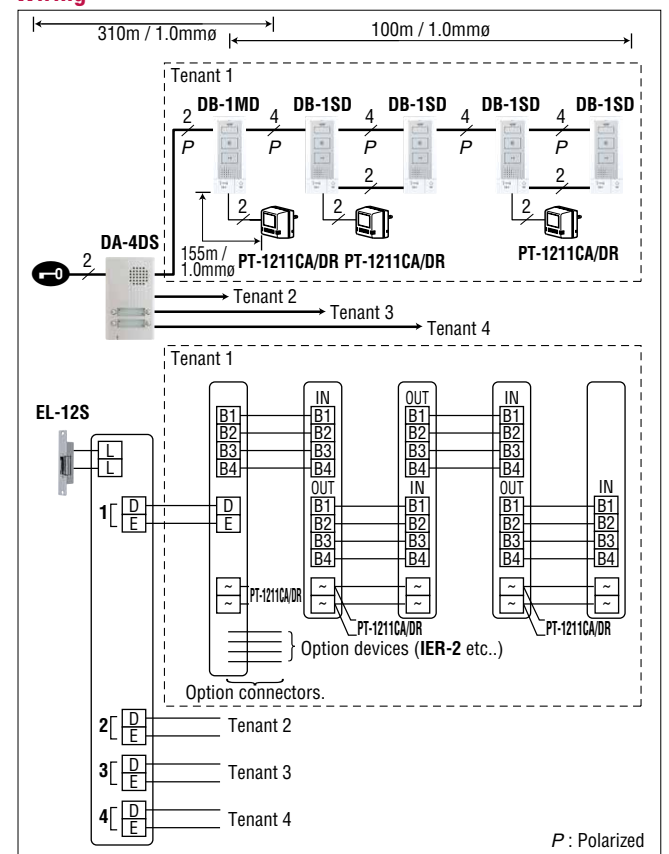 Wiring
310m / 1.0mmø
100m / 1.0mmø
Tenant 1
DB-1MD DB-1SD DB-1SD DB-1SD DB-1SD
2 4 4 4 4
P P P P P
2 2
2 2 2
DA-4DS
155m /
1.0mmø
PT-1211CA/DR PT-1211CA/DR PT-1211CA/DR
2
Tenant 2
Tenant 3
Tenant 4
Tenant 1
EL-12S
IN OUT IN
B1 B1 B1 B1 B1
B2 B2 B2 B2 B2
B3 B3 B3 B3 B3
B4 B4 B4 B4 B4
L
L
OUT IN OUT IN
1 D D B1 B1 B1 B1
E E B2 B2 B2 B2
B3 B3 B3 B3
B4 B4 B4 B4
~ ~ ~ ~ ~
~ ~ ~ ~ ~
PT-1211CA/DR
PT-1211CA/DR PT-1211CA/DR
Option devices (IER-2 etc..)
Option connectors.
2 D
E Tenant 2
3 D
E Tenant 3
4 D
E Tenant 4
P : Polarized